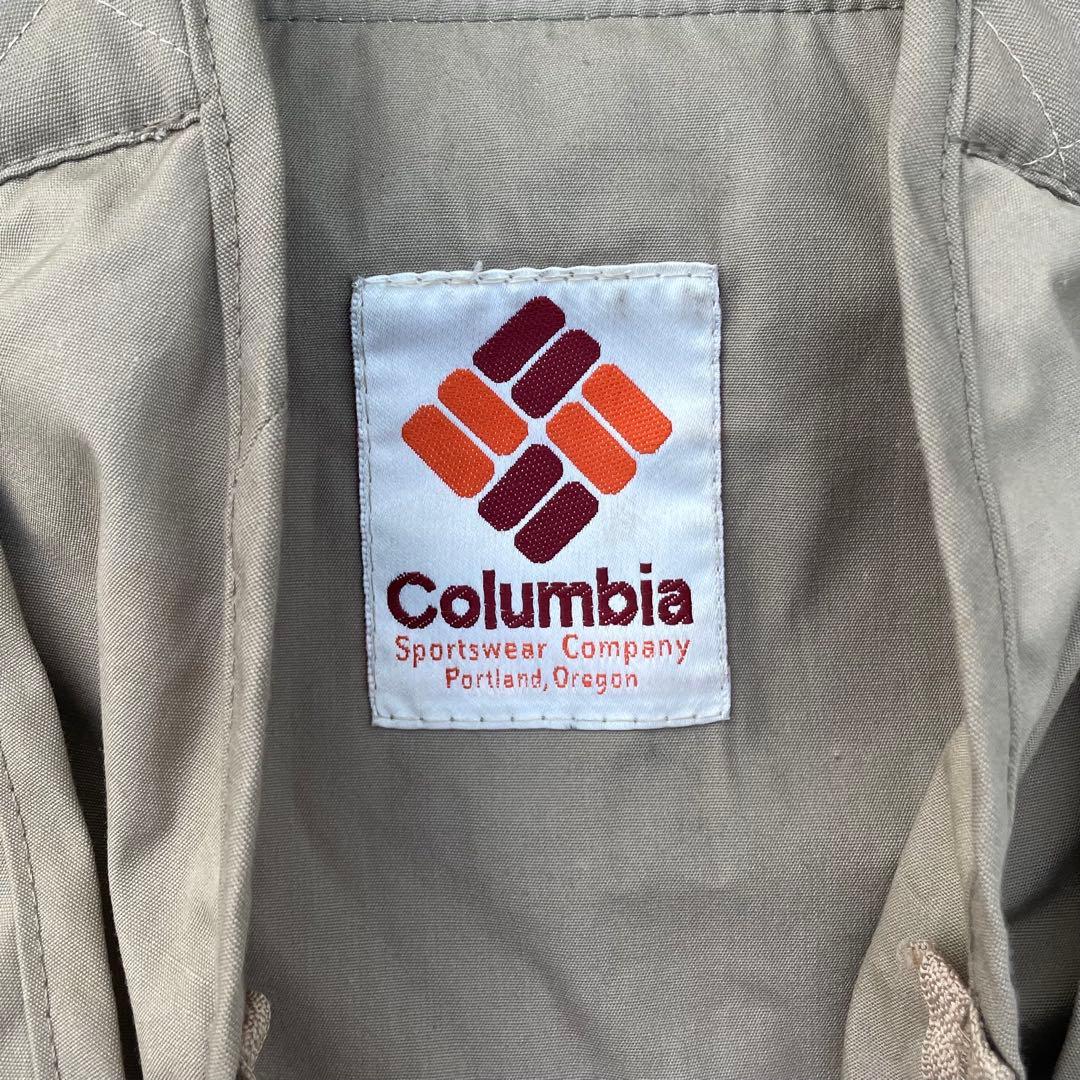 Columbia
Sportswear Company
Portland, Oregon